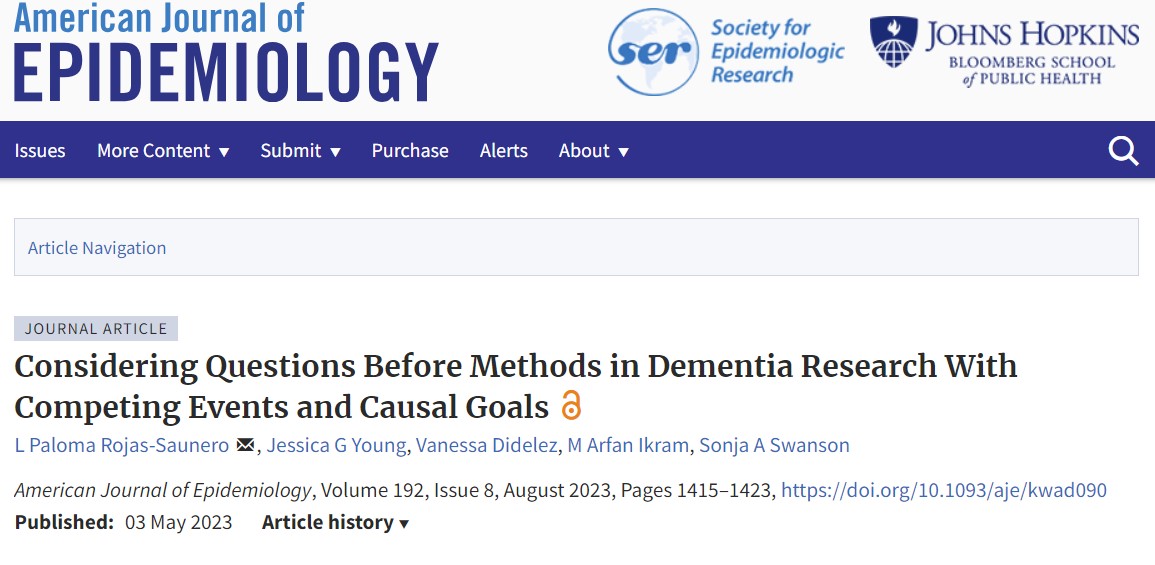 American Journal of
EPIDEMIOLOGY
ser
Society for
Epidemiologic
Research
JOHNS HOPKINS
BLOOMBERG SCHOOL
of PUBLIC HEALTH
Issues More Content ▼ Submit ▼ Purchase Alerts About ▼
Article Navigation
JOURNAL ARTICLE
Considering Questions Before Methods in Dementia Research With
Competing Events and Causal Goals
L Paloma Rojas-Saunero ✉, Jessica G Young, Vanessa Didelez, M Arfan Ikram, Sonja A Swanson
American Journal of Epidemiology, Volume 192, Issue 8, August 2023, Pages 1415–1423, https://doi.org/10.1093/aje/kwad090
Published: 03 May 2023 Article history ▼